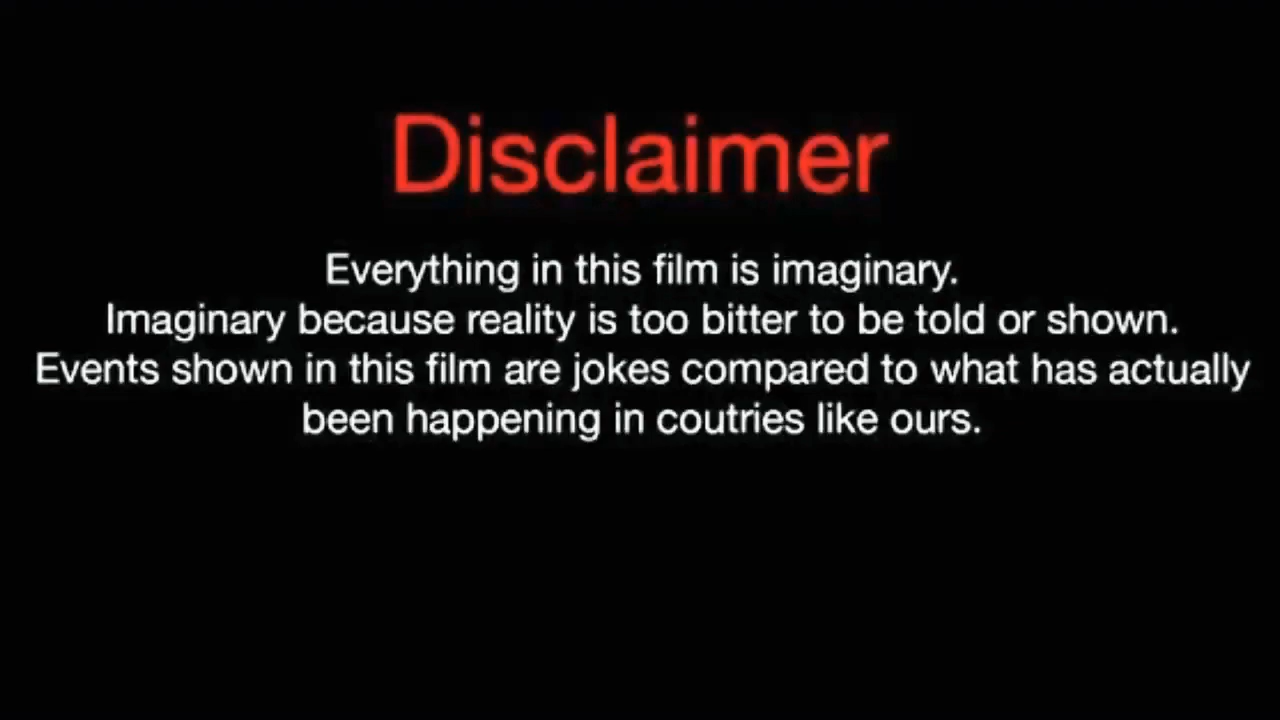 Disclaimer
Everything in this film is imaginary.
Imaginary because reality is too bitter to be told or shown.
Events shown in this film are jokes compared to what has actually
been happening in coutries like ours.